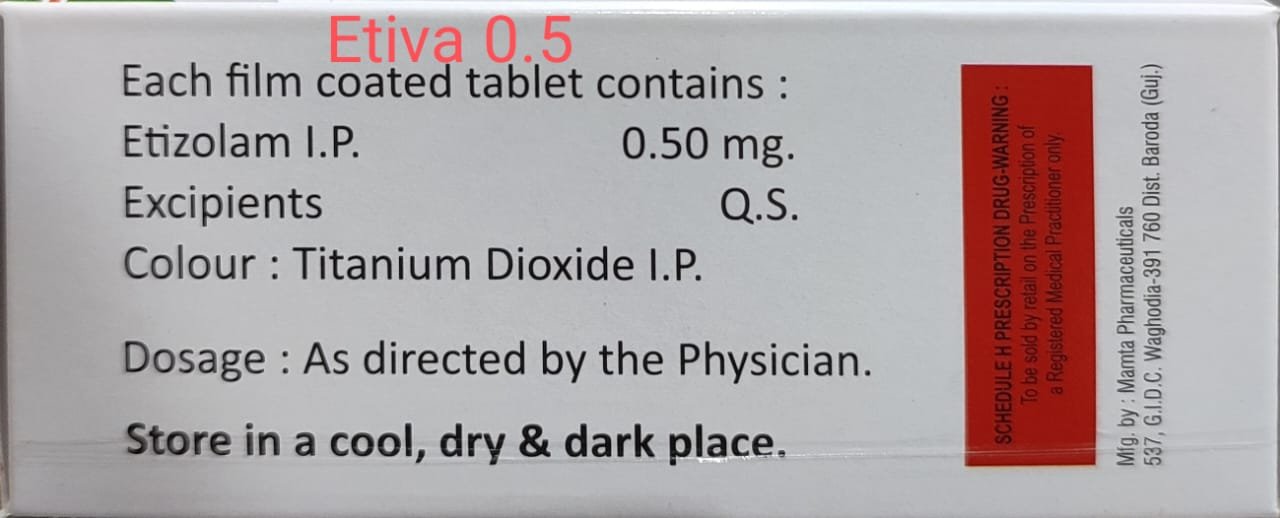 Etiva 0.5
Each film coated tablet contains :
Etizolam I.P. 0.50 mg.
Excipients Q.S.
Colour : Titanium Dioxide I.P.
Dosage : As directed by the Physician.
Store in a cool, dry & dark place.
SCHEDULE H PRESCRIPTION DRUG-WARNING :
To be sold by retail on the Prescription of
a Registered Medical Practitioner only.
Mfg. by : Mamta Pharmaceuticals
537, G.I.D.C. Waghodia-391 760 Dist. Baroda (Guj.)